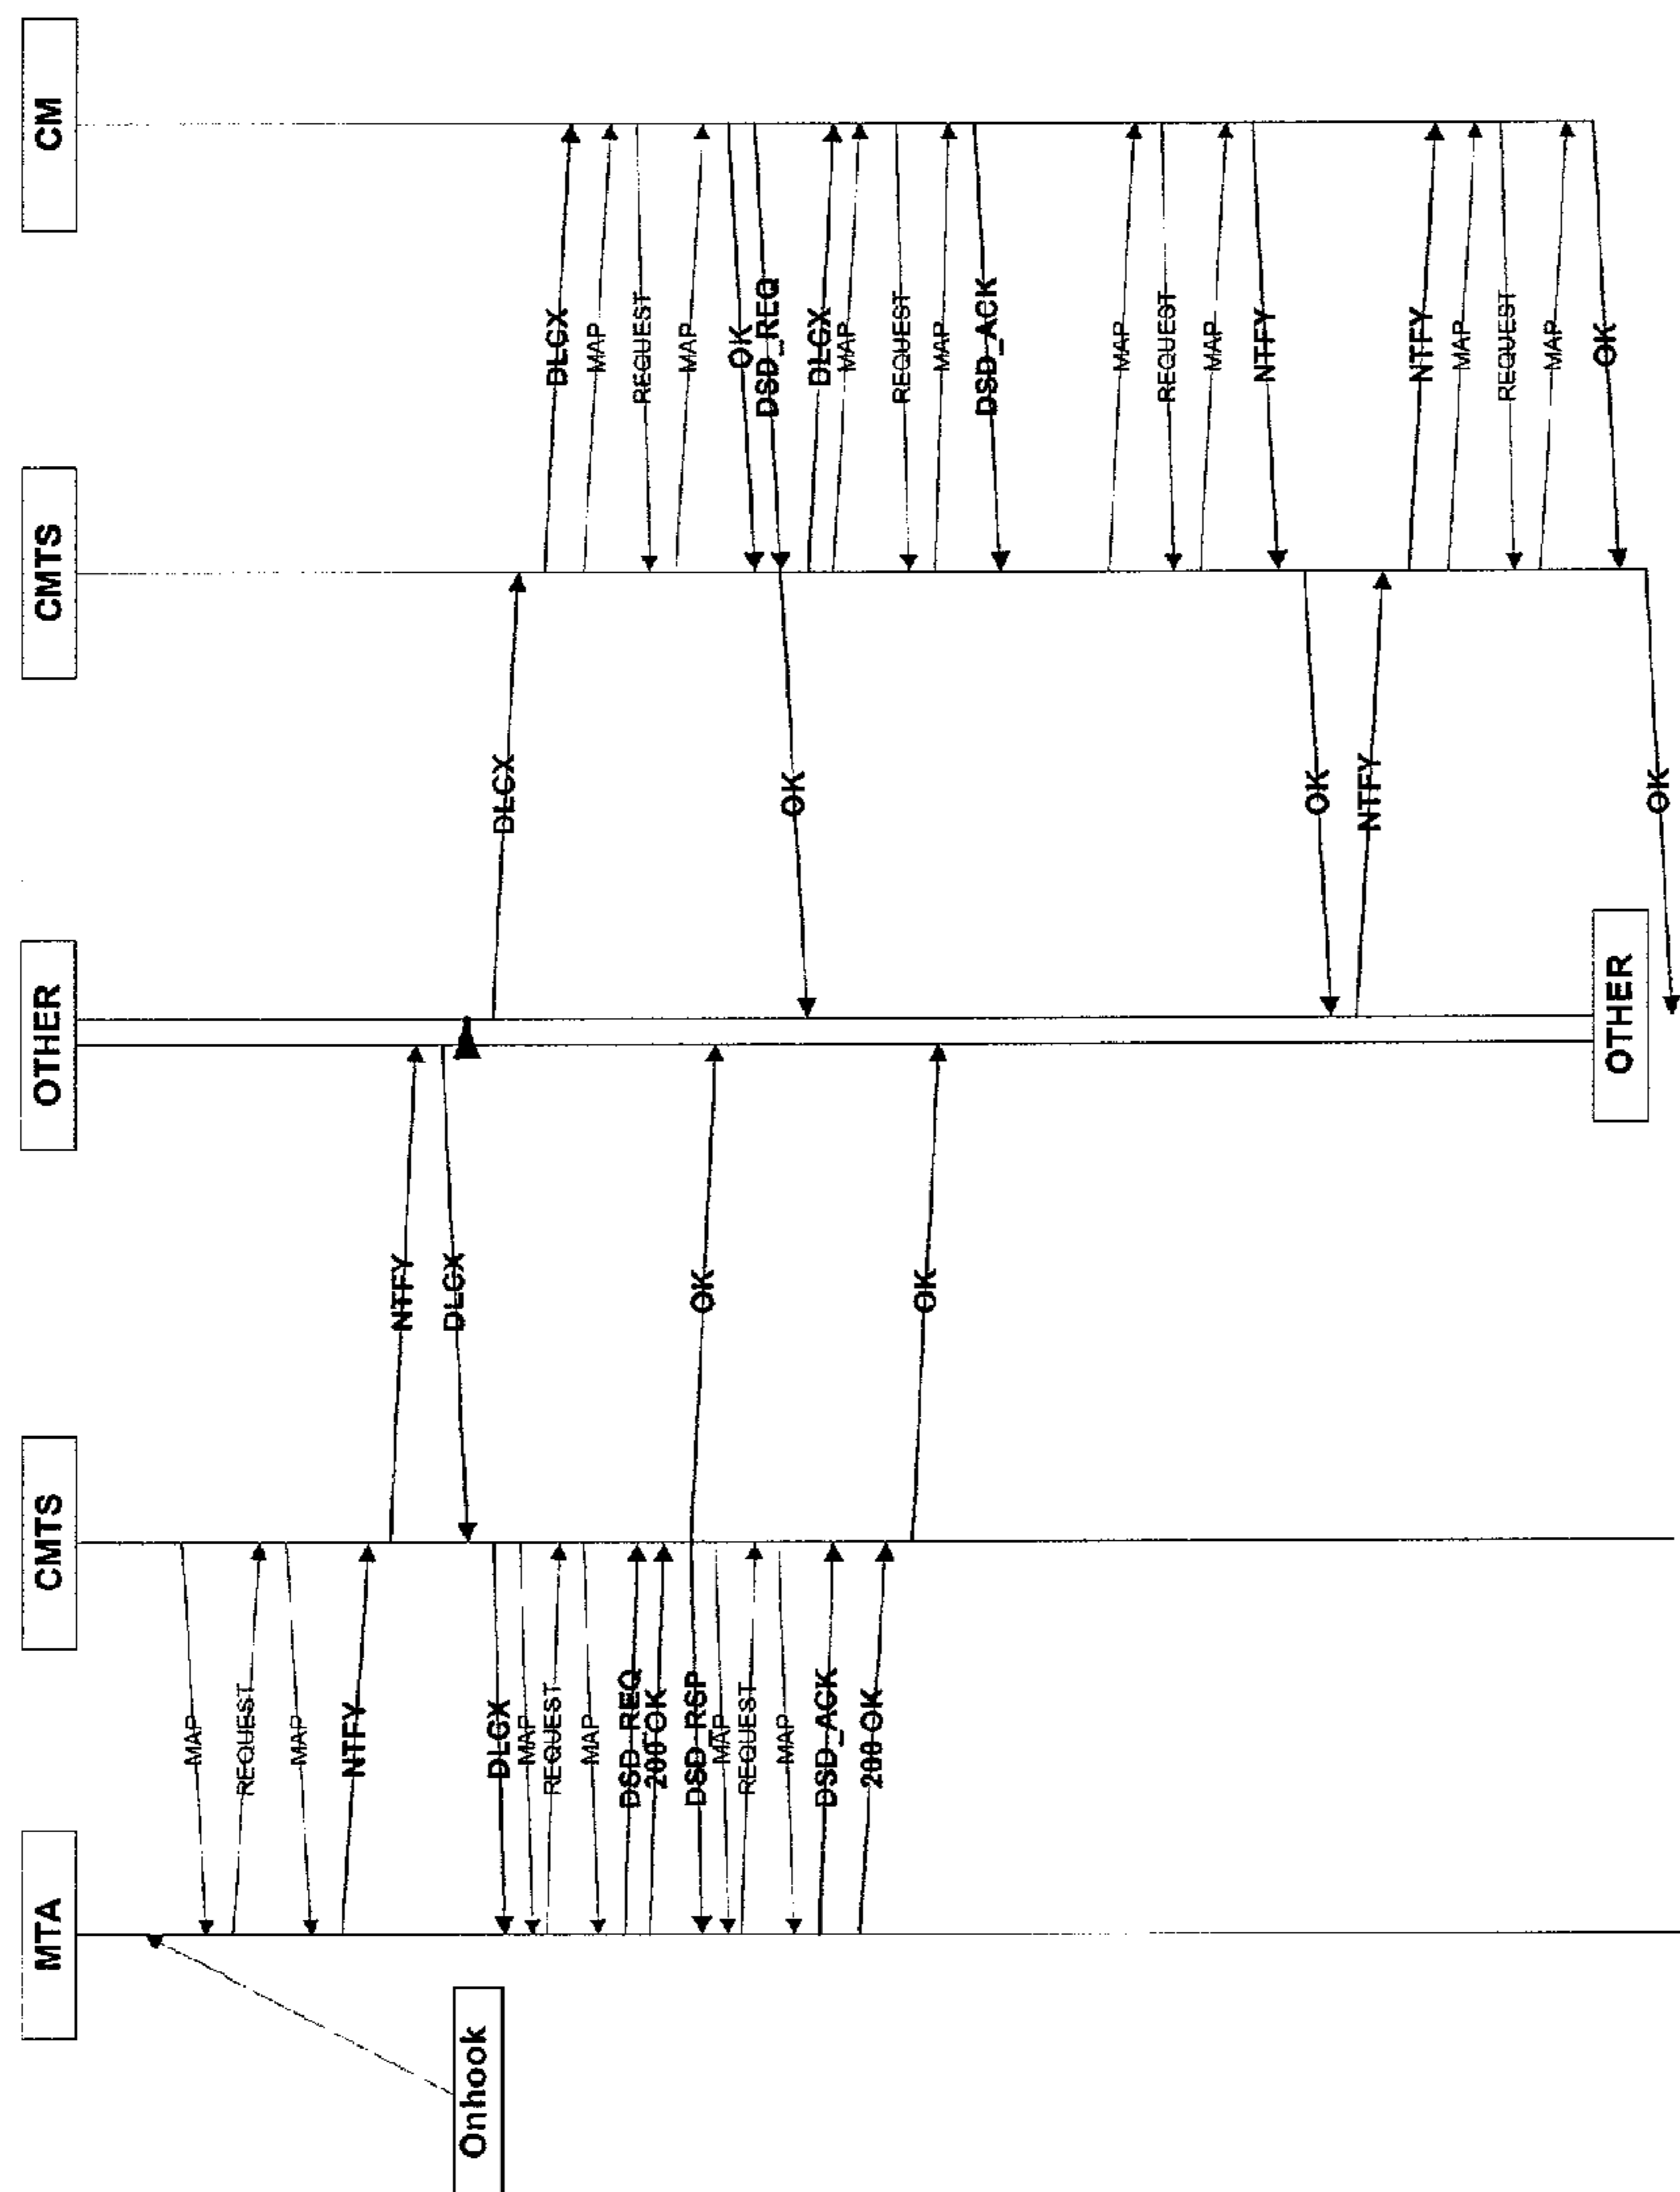 MTA
CMTS
OTHER
CMTS
CM
Onhook
MAP
REQUEST
MAP
NTFY
NTFY
DLCX
DLCX
MAP
REQUEST
MAP
DSD_REQ
200 OK
DSD_RSP
MAP
REQUEST
MAP
DSD_ACK
200 OK
OK
OK
DLCX
DLCX
MAP
REQUEST
MAP
OK
DSD_REQ
OK
DLCX
MAP
REQUEST
MAP
DSD_ACK
MAP
REQUEST
MAP
NTFY
OK
NTFY
NTFY
MAP
REQUEST
MAP
OK
OK
OTHER